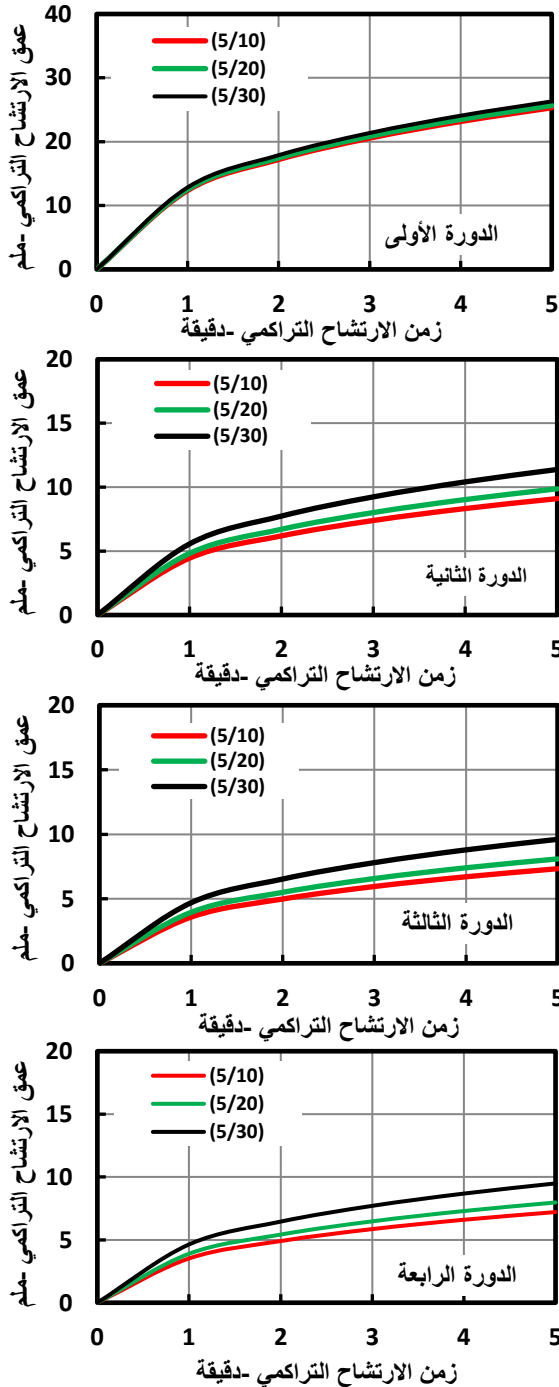 عمق الارتشاح التراكمي -ملم
40
30
20
10
0
(5/10)
(5/20)
(5/30)
الدورة الأولى
0 1 2 3 4 5
زمن الارتشاح التراكمي -دقيقة
عمق الارتشاح التراكمي -ملم
20
15
10
5
0
(5/10)
(5/20)
(5/30)
الدورة الثانية
0 1 2 3 4 5
زمن الارتشاح التراكمي -دقيقة
عمق الارتشاح التراكمي -ملم
20
15
10
5
0
(5/10)
(5/20)
(5/30)
الدورة الثالثة
0 1 2 3 4 5
زمن الارتشاح التراكمي -دقيقة
عمق الارتشاح التراكمي -ملم
20
15
10
5
0
(5/10)
(5/20)
(5/30)
الدورة الرابعة
0 1 2 3 4 5
زمن الارتشاح التراكمي -دقيقة